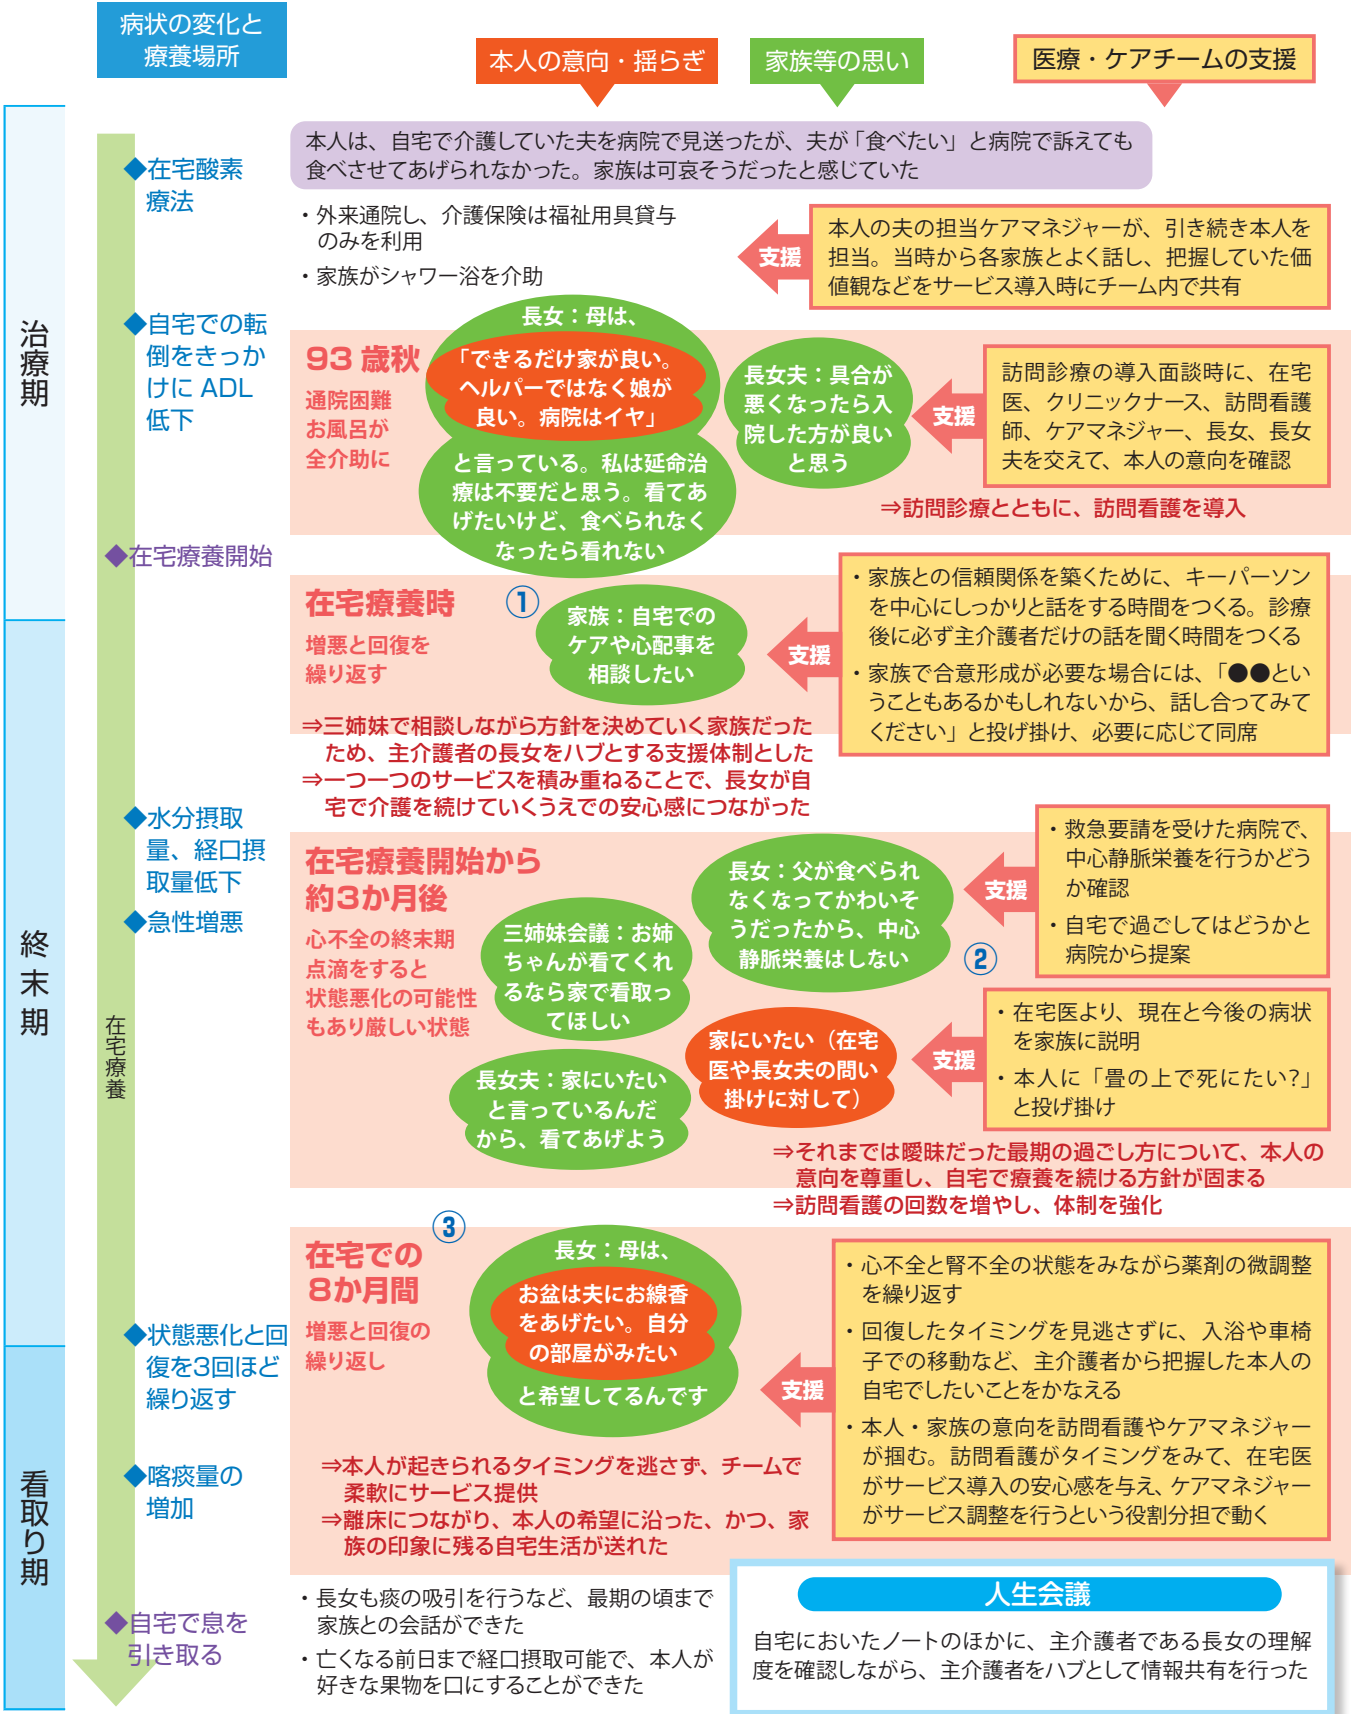 病状の変化と
療養場所
本人の意向・揺らぎ
家族等の思い
医療・ケアチームの支援
治療期
終末期
看取り期
在宅療養
◆在宅酸素
療法
◆自宅での転
倒をきっか
けに ADL
低下
◆在宅療養開始
◆水分摂取
量、経口摂
取量低下
◆急性増悪
◆状態悪化と回
復を3回ほど
繰り返す
◆喀痰量の
増加
◆自宅で息を
引き取る
本人は、自宅で介護していた夫を病院で見送ったが、夫が「食べたい」と病院で訴えても
食べさせてあげられなかった。家族は可哀そうだったと感じていた
・外来通院し、介護保険は福祉用具貸与
のみを利用
・家族がシャワー浴を介助
支援
本人の夫の担当ケアマネジャーが、引き続き本人を
担当。当時から各家族とよく話し、把握していた価
値観などをサービス導入時にチーム内で共有
93 歳秋
通院困難
お風呂が
全介助に
長女：母は、
「できるだけ家が良い。
ヘルパーではなく娘が
良い。病院はイヤ」
と言っている。私は延命治
療は不要だと思う。看てあ
げたいけど、食べられなく
なったら看れない
長女夫：具合が
悪くなったら入
院した方が良い
と思う
支援
訪問診療の導入面談時に、在宅
医、クリニックナース、訪問看護
師、ケアマネジャー、長女、長女
夫を交えて、本人の意向を確認
⇒訪問診療とともに、訪問看護を導入
在宅療養時
増悪と回復を
繰り返す
①
家族：自宅での
ケアや心配事を
相談したい
支援
・家族との信頼関係を築くために、キーパーソン
を中心にしっかりと話をする時間をつくる。診療
後に必ず主介護者だけの話を聞く時間をつくる
・家族で合意形成が必要な場合には、「●●とい
うこともあるかもしれないから、話し合ってみて
ください」と投げ掛け、必要に応じて同席
⇒三姉妹で相談しながら方針を決めていく家族だった
ため、主介護者の長女をハブとする支援体制とした
⇒一つ一つのサービスを積み重ねることで、長女が自
宅で介護を続けていくうえでの安心感につながった
在宅療養開始から
約3か月後
心不全の終末期
点滴をすると
状態悪化の可能性
もあり厳しい状態
長女：父が食べられ
なくなってかわいそ
うだったから、中心
静脈栄養はしない
三姉妹会議：お姉
ちゃんが看てくれ
るなら家で看取っ
てほしい
②
支援
・救急要請を受けた病院で、
中心静脈栄養を行うかどう
か確認
・自宅で過ごしてはどうかと
病院から提案
家にいたい（在宅
医や長女夫の問い
掛けに対して）
長女夫：家にいたい
と言っているんだ
から、看てあげよう
支援
・在宅医より、現在と今後の病状
を家族に説明
・本人に「畳の上で死にたい?」
と投げ掛け
⇒それまでは曖昧だった最期の過ごし方について、本人の
意向を尊重し、自宅で療養を続ける方針が固まる
⇒訪問看護の回数を増やし、体制を強化
在宅での
8か月間
増悪と回復の
繰り返し
③
長女：母は、
お盆は夫にお線香
をあげたい。自分
の部屋がみたい
と希望してるんです
支援
・心不全と腎不全の状態をみながら薬剤の微調整
を繰り返す
・回復したタイミングを見逃さずに、入浴や車椅
子での移動など、主介護者から把握した本人の
自宅でしたいことをかなえる
・本人・家族の意向を訪問看護やケアマネジャー
が掴む。訪問看護がタイミングをみて、在宅医
がサービス導入の安心感を与え、ケアマネジャー
がサービス調整を行うという役割分担で動く
⇒本人が起きられるタイミングを逃さず、チームで
柔軟にサービス提供
⇒離床につながり、本人の希望に沿った、かつ、家
族の印象に残る自宅生活が送れた
・長女も痰の吸引を行うなど、最期の頃まで
家族との会話ができた
・亡くなる前日まで経口摂取可能で、本人が
好きな果物を口にすることができた
人生会議
自宅においたノートのほかに、主介護者である長女の理解
度を確認しながら、主介護者をハブとして情報共有を行った